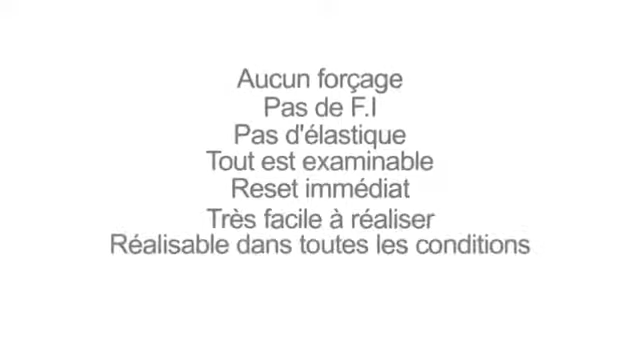 Aucun forçage
Pas de F.I
Pas d'élastique
Tout est examinable
Reset immédiat
Très facile à réaliser
Réalisable dans toutes les conditions